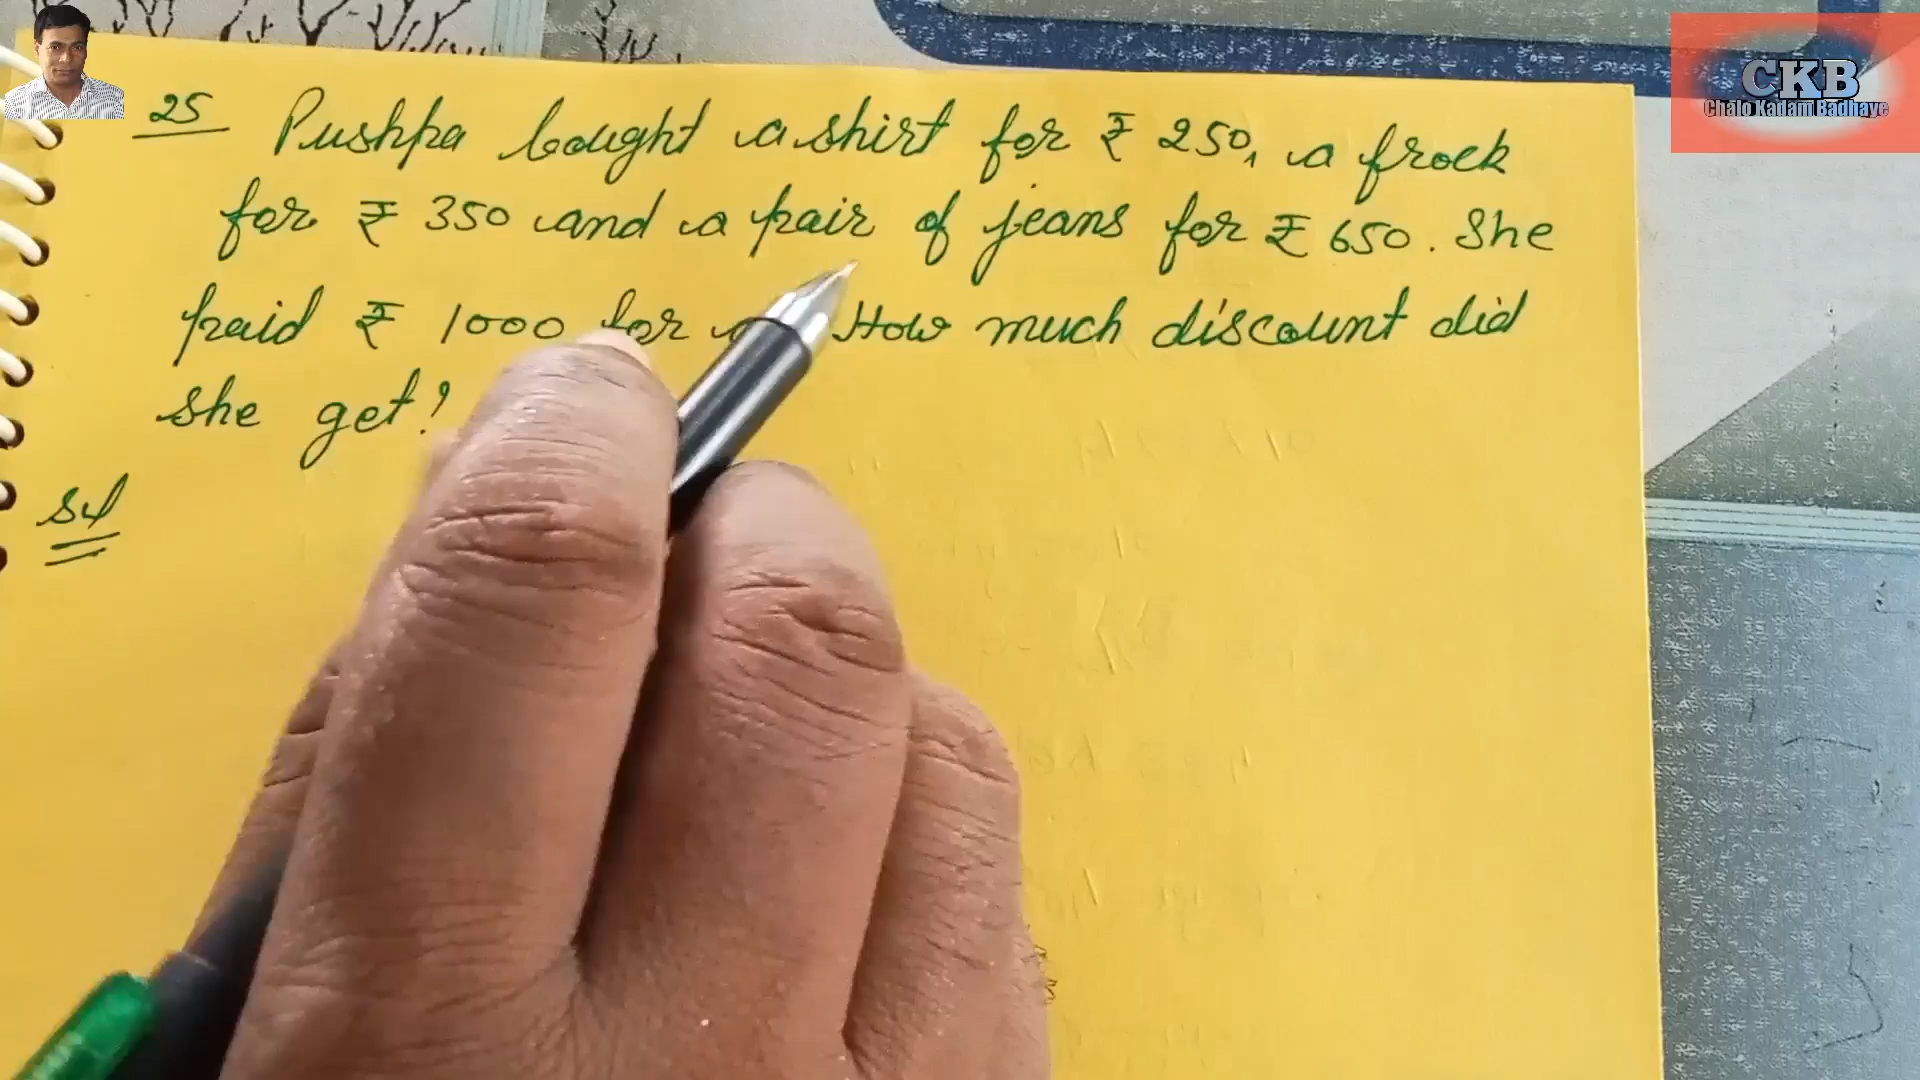 CKB
Chalo Kadam Badhaye
25 Pushpa bought a shirt for ₹ 250, a frock
for ₹ 350 and a pair of jeans for ₹ 650. She
paid ₹ 1000 for How much discount did
she get?
Sol